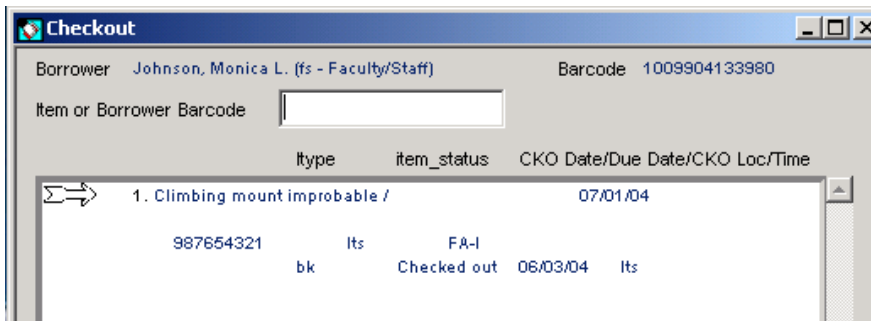 Checkout
Borrower Johnson, Monica L. (fs - Faculty/Staff) Barcode 1009904133980
Item or Borrower Barcode
Itype item_status CKO Date/Due Date/CKO Loc/Time
1. Climbing mount improbable / 07/01/04
987654321 lts FA-I
bk Checked out 06/03/04 lts